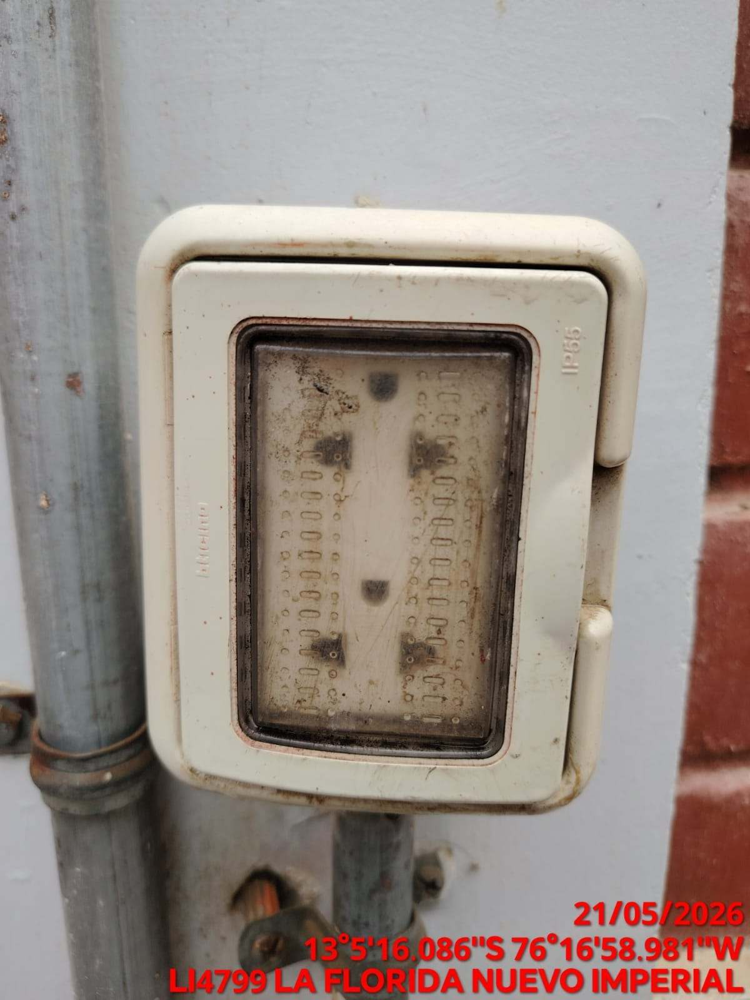 IP55
bticino
21/05/2026
13°5'16.086"S 76°16'58.981"W
LI4799 LA FLORIDA NUEVO IMPERIAL